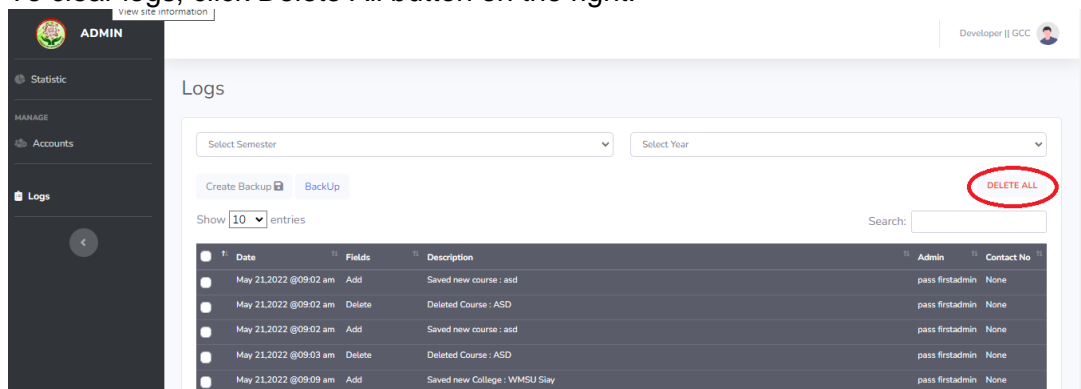 To clear logs, click Delete All button on the right.
View site information
ADMIN
Developer || GCC
Statistic
Logs
MANAGE
Accounts
Select Semester
Select Year
Logs
Create Backup
BackUp
DELETE ALL
Show 10 entries
Search:
Date Fields Description Admin Contact No
May 21,2022 @09:02 am Add Saved new course : asd pass firstadmin None
May 21,2022 @09:02 am Delete Deleted Course : ASD pass firstadmin None
May 21,2022 @09:02 am Add Saved new course : asd pass firstadmin None
May 21,2022 @09:03 am Delete Deleted Course : ASD pass firstadmin None
May 21,2022 @09:09 am Add Saved new College : WMSU Siay pass firstadmin None